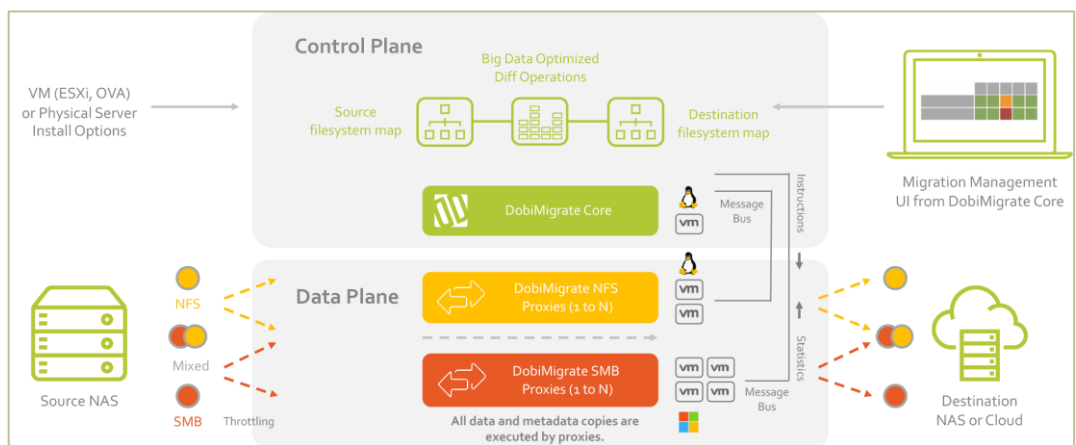 Control Plane
Big Data Optimized
Diff Operations
VM (ESXi, OVA)
or Physical Server
Install Options
Source
filesystem map
Destination
filesystem map
Migration Management
UI from DobiMigrate Core
DobiMigrate Core
vm
Message
Bus
Instructions
Data Plane
DobiMigrate NFS
Proxies (1 to N)
vm
vm
NFS
Mixed
SMB
Throttling
Source NAS
DobiMigrate SMB
Proxies (1 to N)
vm
vm
vm
vm
Message
Bus
Statistics
All data and metadata copies are
executed by proxies.
Destination
NAS or Cloud